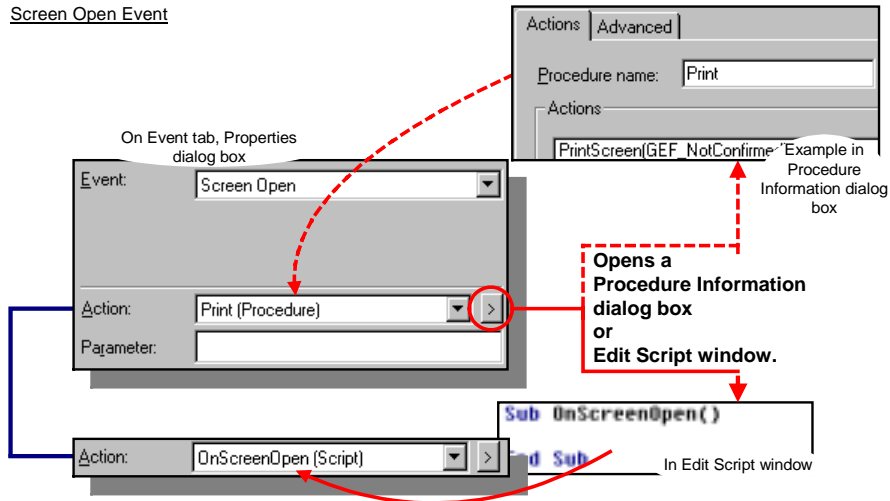 Screen Open Event
Actions
Advanced
Procedure name:
Print
Actions
PrintScreen(GEF_NotConfirme
Example in
Procedure
Information dialog
box
On Event tab, Properties
dialog box
Event:
Screen Open
Action:
Print (Procedure)
>
Parameter:
Opens a
Procedure Information
dialog box
or
Edit Script window.
Sub OnScreenOpen()
End Sub
In Edit Script window
Action:
OnScreenOpen (Script)
>